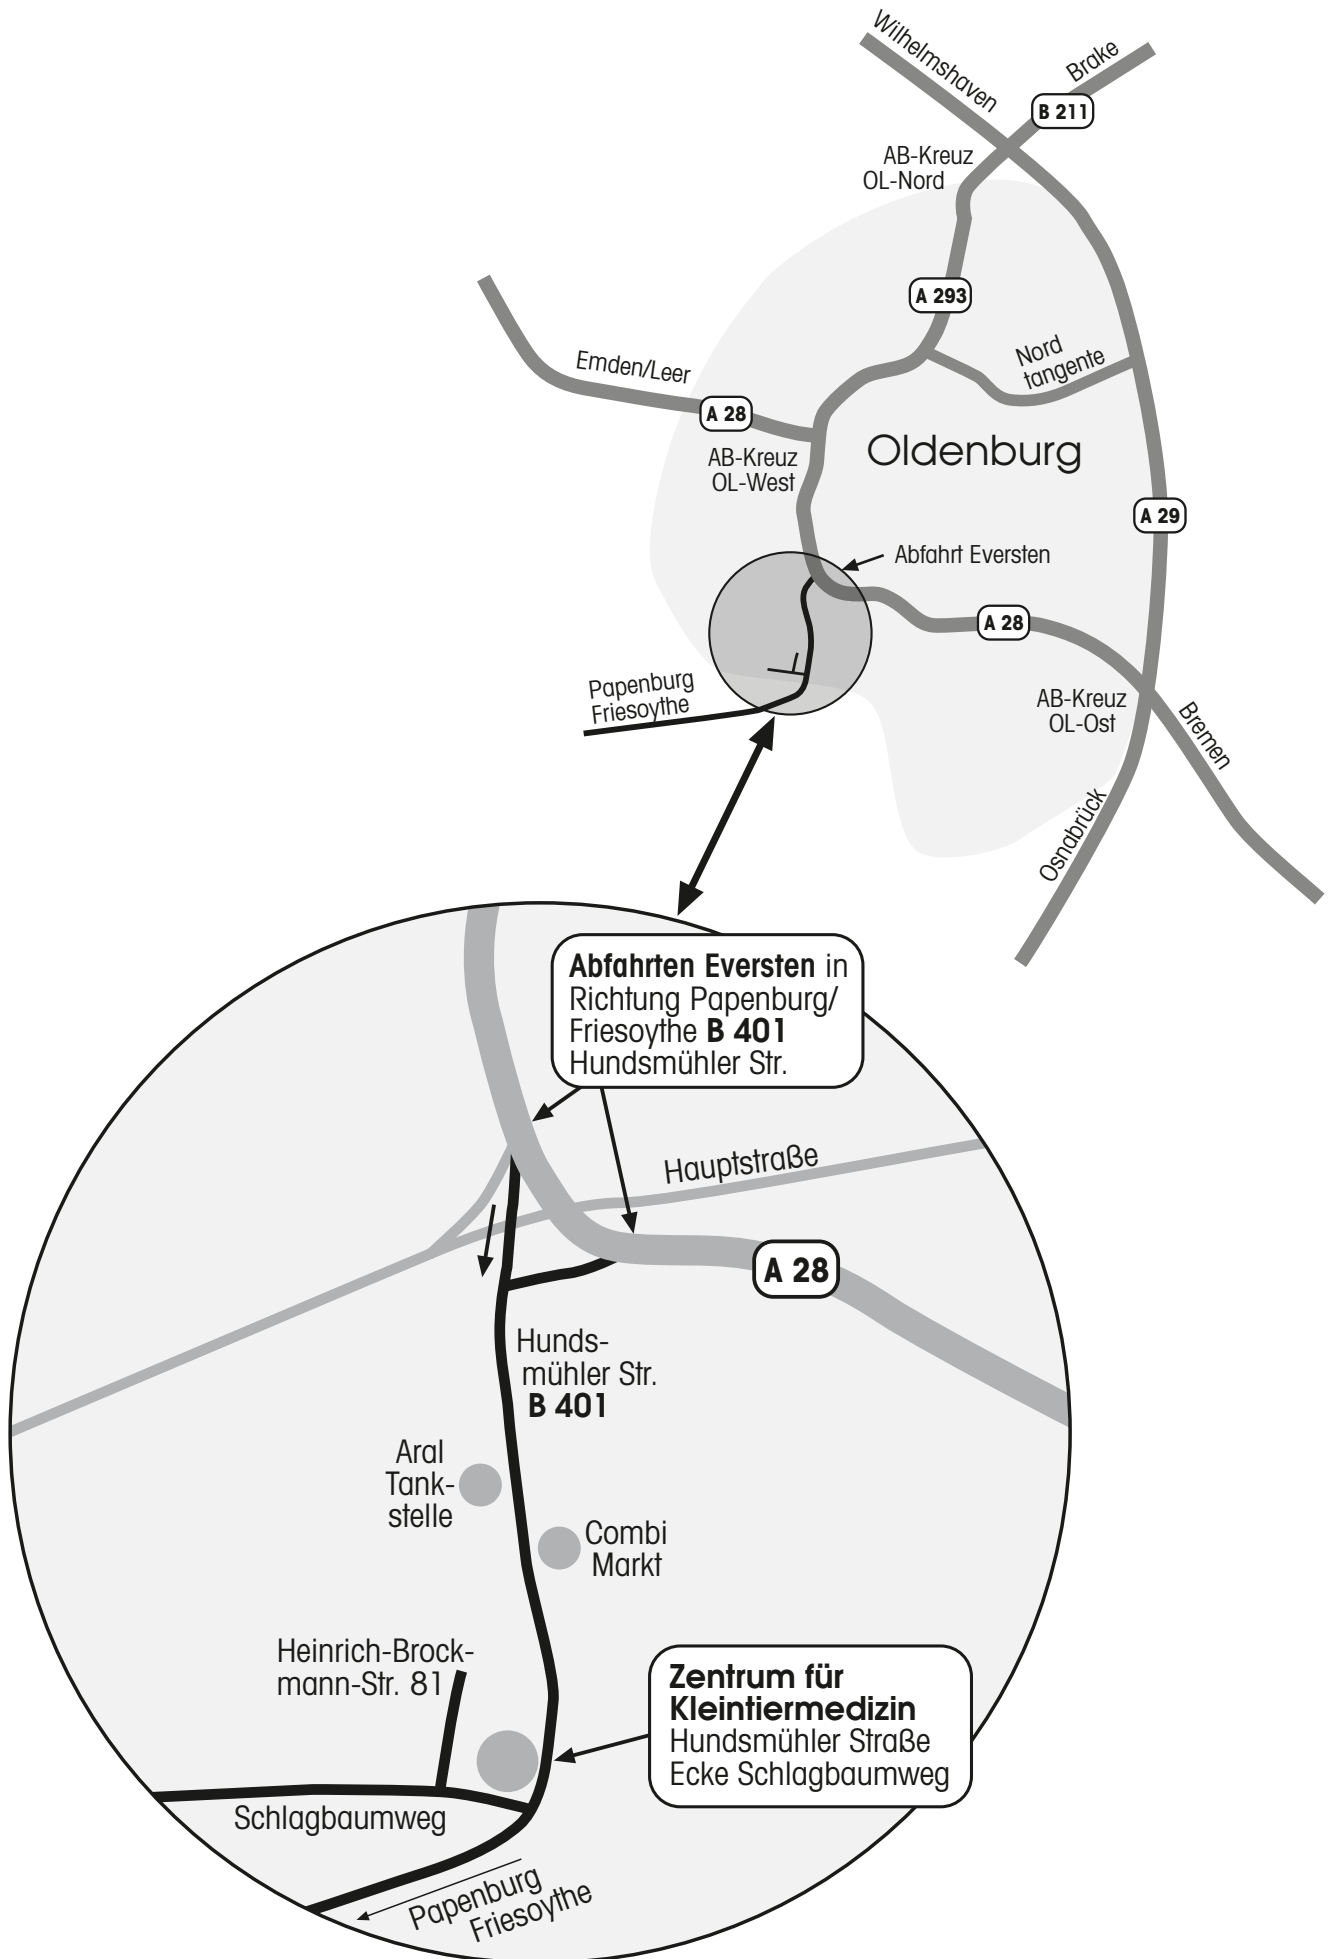 Wilhelmshaven
Brake
B 211
AB-Kreuz
OL-Nord
A 293
Nord
tangente
Emden/Leer
A 28
AB-Kreuz
OL-West
Oldenburg
A 29
Abfahrt Eversten
A 28
Papenburg
Friesoythe
AB-Kreuz
OL-Ost
Bremen
Osnabrück
Abfahrten Eversten in
Richtung Papenburg/
Friesoythe B 401
Hundsmühler Str.
Hauptstraße
A 28
Hunds-
mühler Str.
B 401
Aral
Tank-
stelle
Combi
Markt
Heinrich-Brock-
mann-Str. 81
Zentrum für
Kleintiermedizin
Hundsmühler Straße
Ecke Schlagbaumweg
Schlagbaumweg
Papenburg
Friesoythe